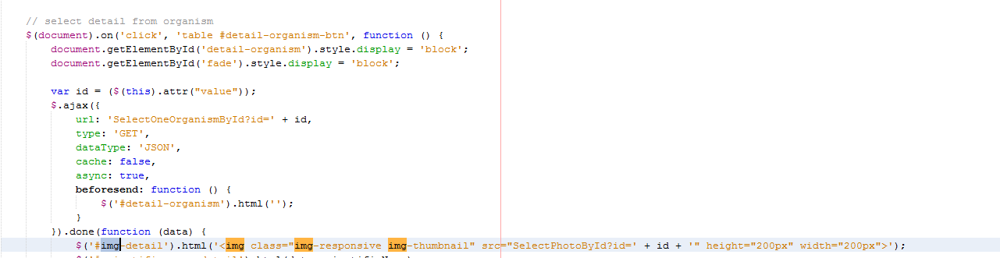 // select detail from organism
$(document).on('click', 'table #detail-organism-btn', function () {
document.getElementById('detail-organism').style.display = 'block';
document.getElementById('fade').style.display = 'block';
var id = ($(this).attr("value"));
$.ajax({
url: 'SelectOneOrganismById?id=' + id,
type: 'GET',
dataType: 'JSON',
cache: false,
async: true,
beforesend: function () {
$('#detail-organism').html('');
}
}).done(function (data) {
$('#img-detail').html('<img class="img-responsive img-thumbnail" src="SelectPhotoById?id=' + id + '" height="200px" width="200px">');